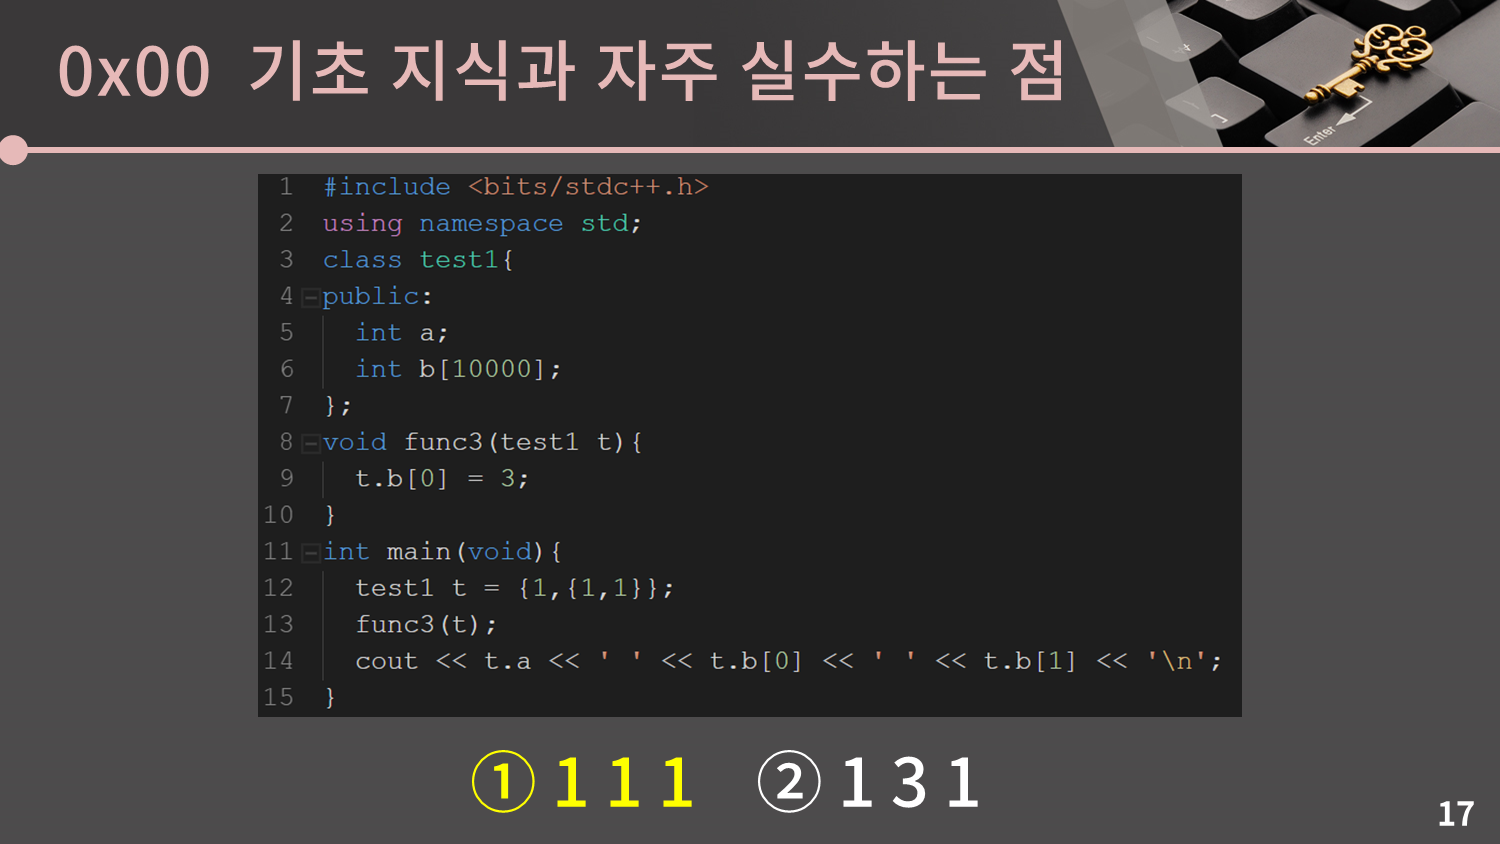 0x00 기초 지식과 자주 실수하는 점
Enter
1 #include <bits/stdc++.h>
2 using namespace std;
3 class test1{
4 public:
5   int a;
6   int b[10000];
7 };
8 void func3(test1 t){
9   t.b[0] = 3;
10 }
11 int main(void){
12   test1 t = {1,{1,1}};
13   func3(t);
14   cout << t.a << ' ' << t.b[0] << ' ' << t.b[1] << '\n';
15 }
① 1 1 1 ② 1 3 1
17